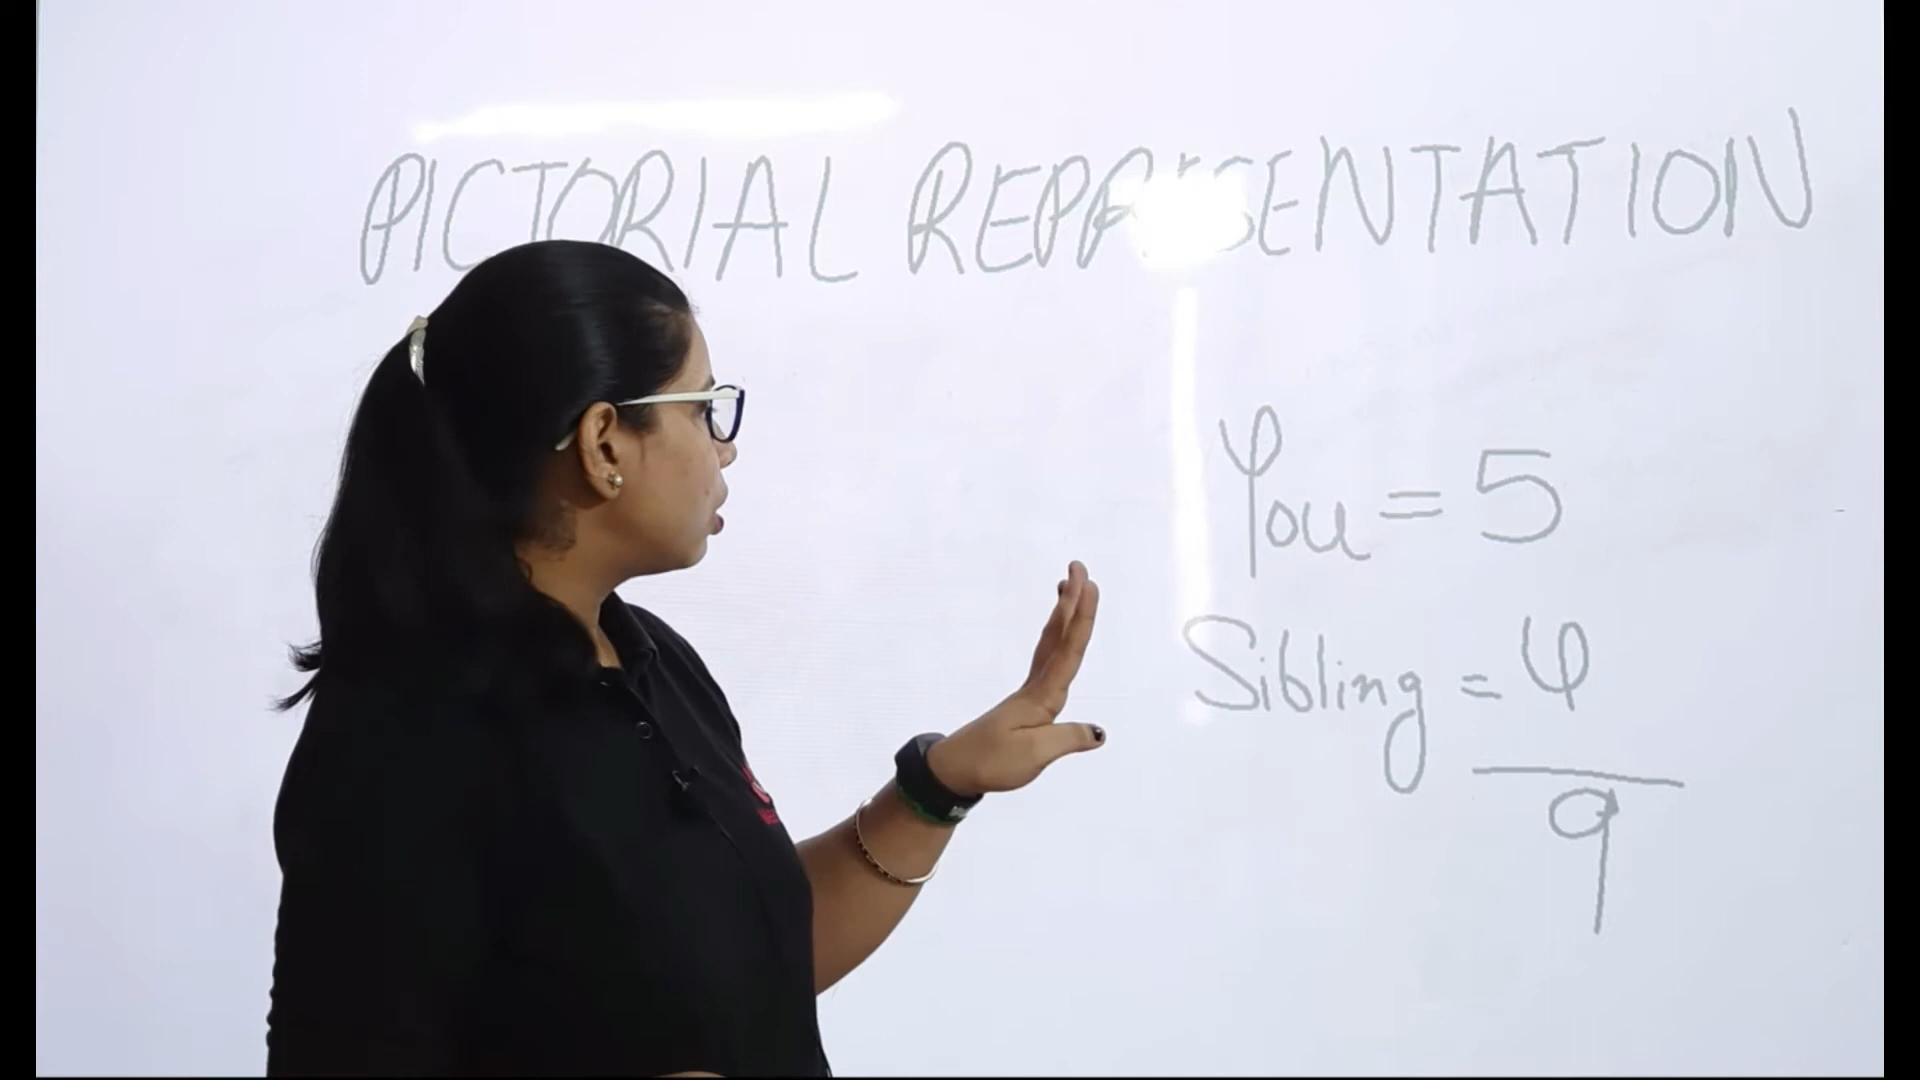 PICTORIAL REPRESENTATION
You = 5
Sibling = 4
9